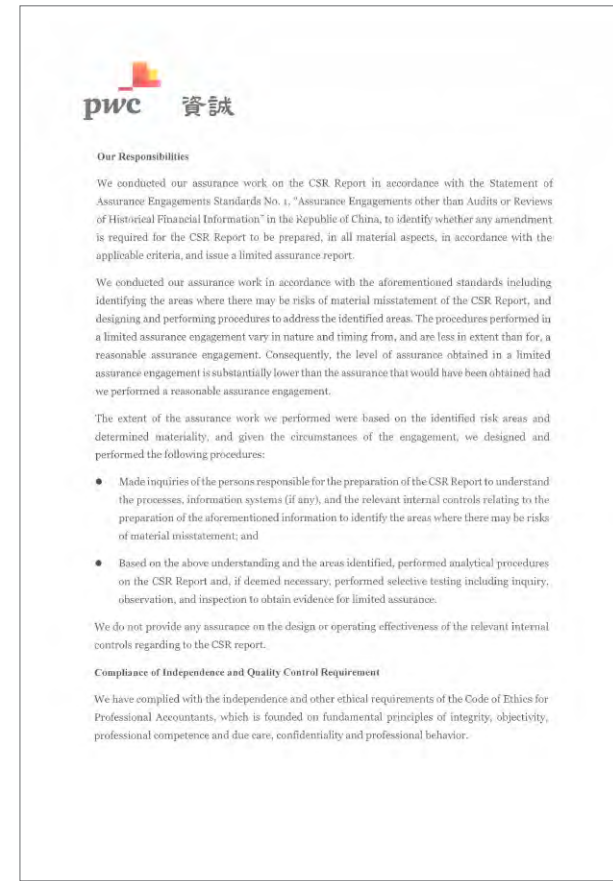 pwc 資誠
Our Responsibilities
We conducted our assurance work on the CSR Report in accordance with the Statement of
Assurance Engagements Standards No. 1, "Assurance Engagements other than Audits or Reviews
of Historical Financial Information" in the Republic of China, to identify whether any amendment
is required for the CSR Report to be prepared, in all material aspects, in accordance with the
applicable criteria, and issue a limited assurance report.
We conducted our assurance work in accordance with the aforementioned standards including
identifying the areas where there may be risks of material misstatement of the CSR Report, and
designing and performing procedures to address the identified areas. The procedures performed in
a limited assurance engagement vary in nature and timing from, and are less in extent than for, a
reasonable assurance engagement. Consequently, the level of assurance obtained in a limited
assurance engagement is substantially lower than the assurance that would have been obtained had
we performed a reasonable assurance engagement.
The extent of the assurance work we performed were based on the identified risk areas and
determined materiality, and given the circumstances of the engagement, we designed and
performed the following procedures:
● Made inquiries of the persons responsible for the preparation of the CSR Report to understand
the processes, information systems (if any), and the relevant internal controls relating to the
preparation of the aforementioned information to identify the areas where there may be risks
of material misstatement; and
● Based on the above understanding and the areas identified, performed analytical procedures
on the CSR Report and, if deemed necessary, performed selective testing including inquiry,
observation, and inspection to obtain evidence for limited assurance.
We do not provide any assurance on the design or operating effectiveness of the relevant internal
controls regarding to the CSR report.
Compliance of Independence and Quality Control Requirement
We have complied with the independence and other ethical requirements of the Code of Ethics for
Professional Accountants, which is founded on fundamental principles of integrity, objectivity,
professional competence and due care, confidentiality and professional behavior.